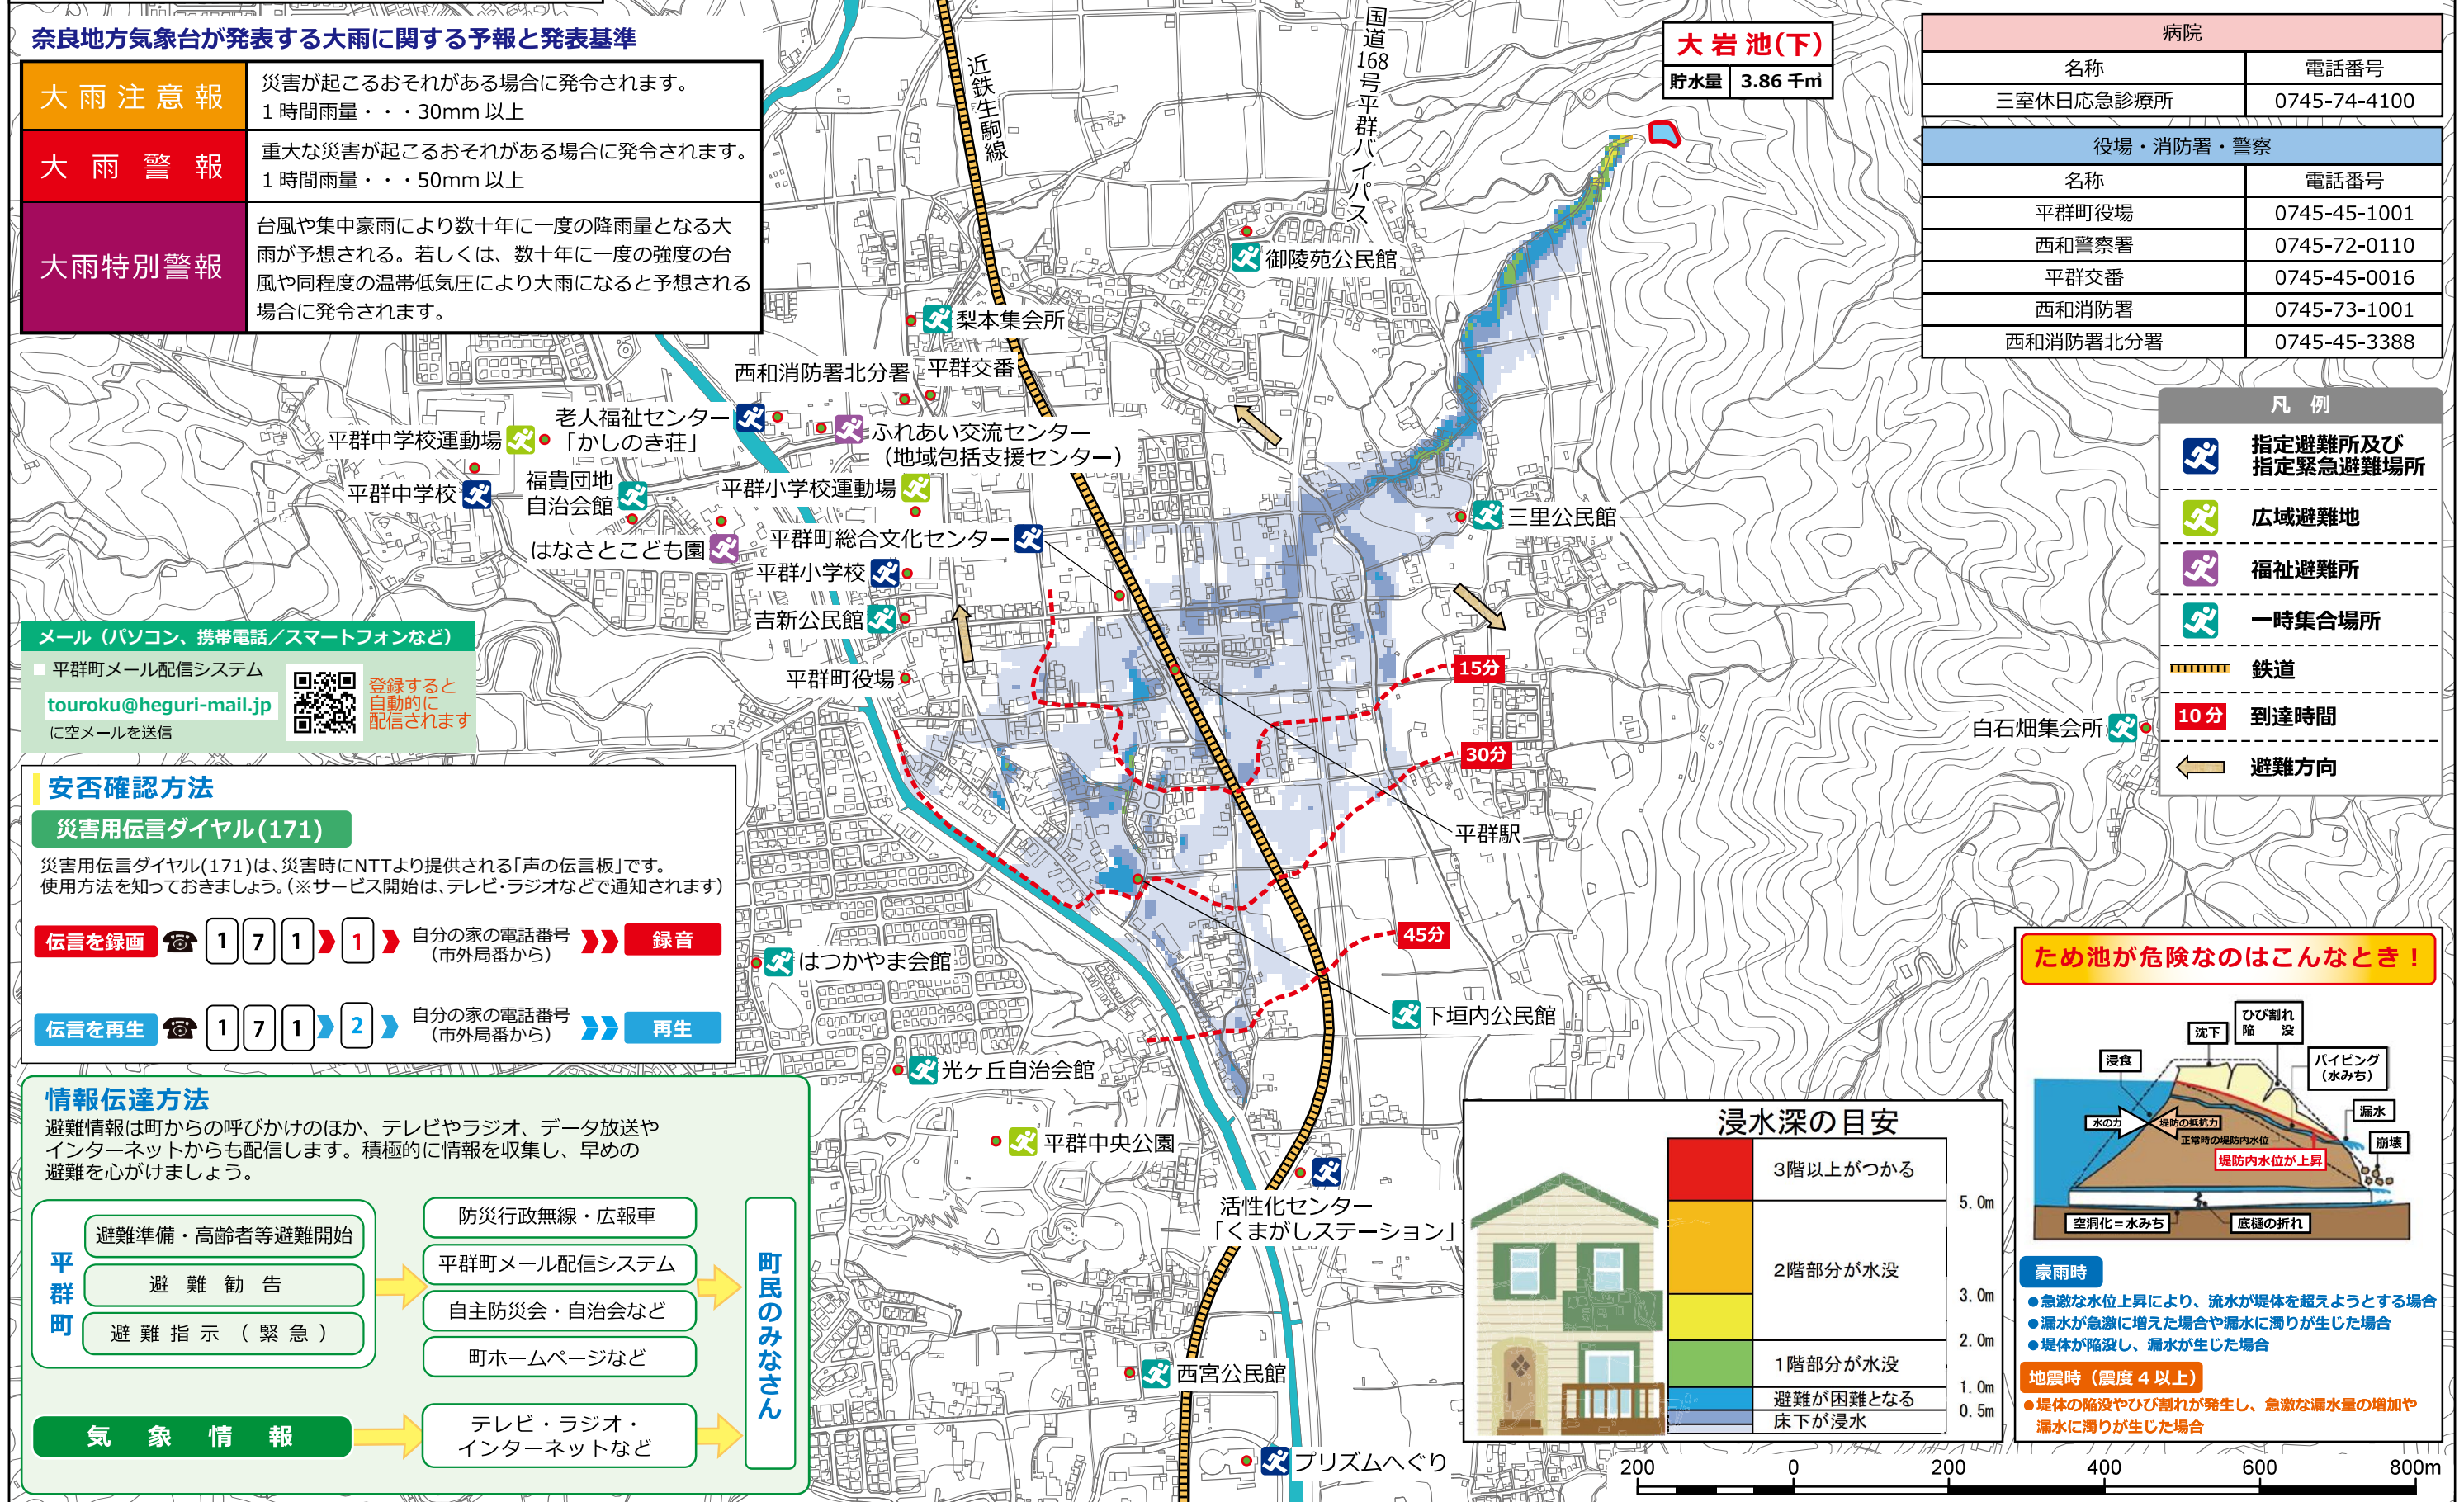 奈良地方気象台が発表する大雨に関する予報と発表基準
大雨注意報
災害が起こるおそれがある場合に発令されます。
1時間雨量・・・30mm 以上
大雨警報
重大な災害が起こるおそれがある場合に発令されます。
1時間雨量・・・50mm 以上
大雨特別警報
台風や集中豪雨により数十年に一度の降雨量となる大
雨が予想される。若しくは、数十年に一度の強度の台
風や同程度の温帯低気圧により大雨になると予想される
場合に発令されます。
近鉄生駒線
国道168号平群バイパス
大岩池(下)
貯水量 3.86 千㎥
病院
名称 電話番号
三室休日応急診療所 0745-74-4100
役場・消防署・警察
名称 電話番号
平群町役場 0745-45-1001
西和警察署 0745-72-0110
平群交番 0745-45-0016
西和消防署 0745-73-1001
西和消防署北分署 0745-45-3388
凡例
指定避難所及び
指定緊急避難場所
広域避難地
福祉避難所
一時集合場所
鉄道
10分 到達時間
避難方向
御陵苑公民館
梨本集会所
西和消防署北分署
平群交番
老人福祉センター
「かしのき荘」
平群中学校運動場
ふれあい交流センター
（地域包括支援センター）
平群中学校
福貴団地
自治会館
平群小学校運動場
三里公民館
はなさとこども園
平群町総合文化センター
平群小学校
吉新公民館
平群町役場
15分
30分
45分
白石畑集会所
平群駅
はつかやま会館
下垣内公民館
光ヶ丘自治会館
平群中央公園
活性化センター
「くまがしステーション」
西宮公民館
プリズムへぐり
メール（パソコン、携帯電話／スマートフォンなど）
平群町メール配信システム
touroku@heguri-mail.jp
に空メールを送信
登録すると
自動的に
配信されます
安否確認方法
災害用伝言ダイヤル(171)
災害用伝言ダイヤル(171)は、災害時にNTTより提供される「声の伝言板」です。
使用方法を知っておきましょう。(※サービス開始は、テレビ・ラジオなどで通知されます)
伝言を録画 1 7 1 1 自分の家の電話番号 （市外局番から） 録音
伝言を再生 1 7 1 2 自分の家の電話番号 （市外局番から） 再生
情報伝達方法
避難情報は町からの呼びかけのほか、テレビやラジオ、データ放送や
インターネットからも配信します。積極的に情報を収集し、早めの
避難を心がけましょう。
平群町
避難準備・高齢者等避難開始
避難勧告
避難指示（緊急）
防災行政無線・広報車
平群町メール配信システム
自主防災会・自治会など
町ホームページなど
町民のみなさん
気象情報
テレビ・ラジオ・
インターネットなど
浸水深の目安
3階以上がつかる
5.0m
2階部分が水没
3.0m
2.0m
1階部分が水没
1.0m
避難が困難となる
0.5m
床下が浸水
ため池が危険なのはこんなとき！
ひび割れ
陥没
沈下
浸食
パイピング
（水みち）
漏水
水の力
堤防の抵抗力
正常時の堤防内水位
崩壊
堤防内水位が上昇
空洞化＝水みち
底樋の折れ
豪雨時
●急激な水位上昇により、流水が堤体を超えようとする場合
●漏水が急激に増えた場合や漏水に濁りが生じた場合
●堤体が陥没し、漏水が生じた場合
地震時（震度4以上）
●堤体の陥没やひび割れが発生し、急激な漏水量の増加や
漏水に濁りが生じた場合
200 0 200 400 600 800m